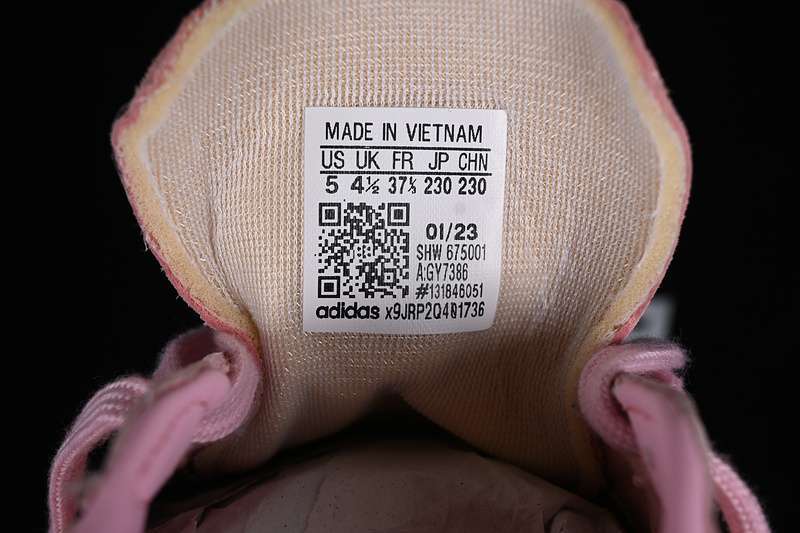 MADE IN VIETNAM
US UK FR JP CHN
5 4½ 37⅓ 230 230
01/23
SHW 675001
A:GY7386
#131846051
adidas x9JRP2Q401736